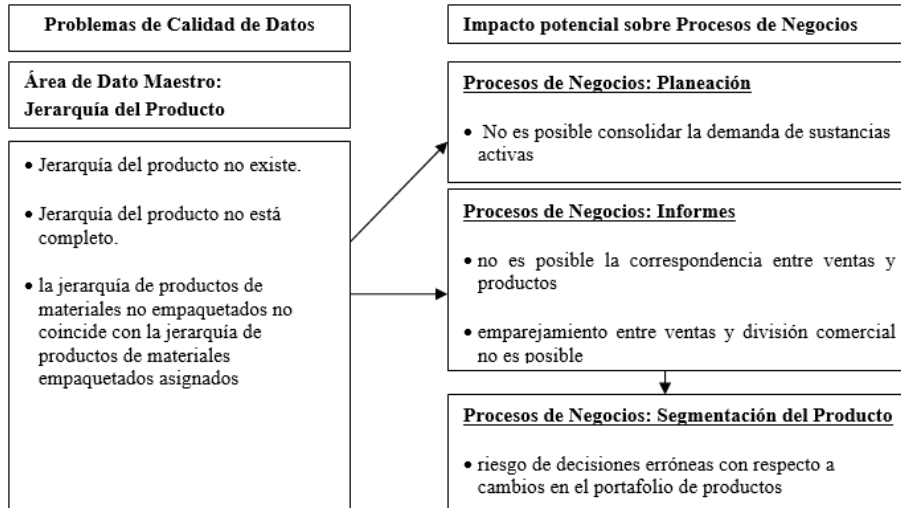 Problemas de Calidad de Datos
Área de Dato Maestro:
Jerarquía del Producto
• Jerarquía del producto no existe.
• Jerarquía del producto no está
completo.
• la jerarquía de productos de
materiales no empaquetados no
coincide con la jerarquía de
productos de materiales
empaquetados asignados
Impacto potencial sobre Procesos de Negocios
Procesos de Negocios: Planeación
• No es posible consolidar la demanda de sustancias
activas
Procesos de Negocios: Informes
• no es posible la correspondencia entre ventas y
productos
• emparejamiento entre ventas y división comercial
no es posible
Procesos de Negocios: Segmentación del Producto
• riesgo de decisiones erróneas con respecto a
cambios en el portafolio de productos